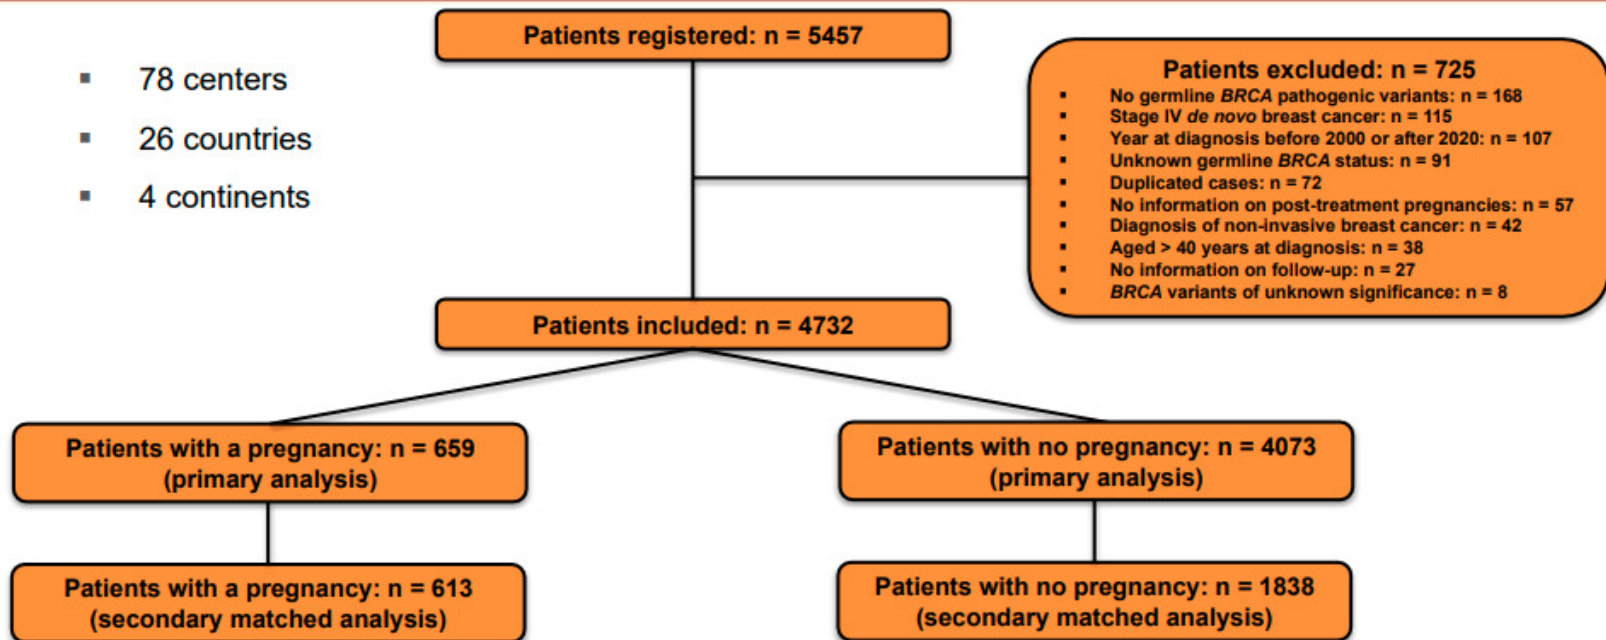 Patients registered: n = 5457
▪ 78 centers
▪ 26 countries
▪ 4 continents
Patients excluded: n = 725
▪ No germline BRCA pathogenic variants: n = 168
▪ Stage IV de novo breast cancer: n = 115
▪ Year at diagnosis before 2000 or after 2020: n = 107
▪ Unknown germline BRCA status: n = 91
▪ Duplicated cases: n = 72
▪ No information on post-treatment pregnancies: n = 57
▪ Diagnosis of non-invasive breast cancer: n = 42
▪ Aged > 40 years at diagnosis: n = 38
▪ No information on follow-up: n = 27
▪ BRCA variants of unknown significance: n = 8
Patients included: n = 4732
Patients with a pregnancy: n = 659
(primary analysis)
Patients with no pregnancy: n = 4073
(primary analysis)
Patients with a pregnancy: n = 613
(secondary matched analysis)
Patients with no pregnancy: n = 1838
(secondary matched analysis)